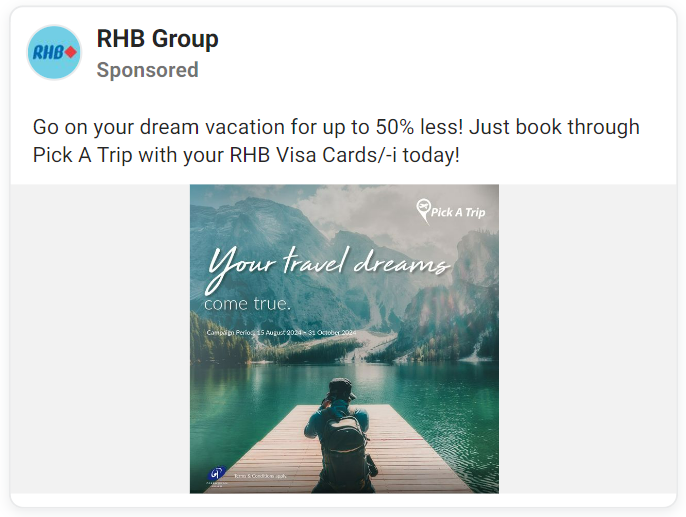 RHB
RHB Group
Sponsored
Go on your dream vacation for up to 50% less! Just book through
Pick A Trip with your RHB Visa Cards/-i today!
Pick A Trip
Your travel dreams
come true.
Campaign Period: 15 August 2024 – 31 October 2024
Terms & Conditions apply.